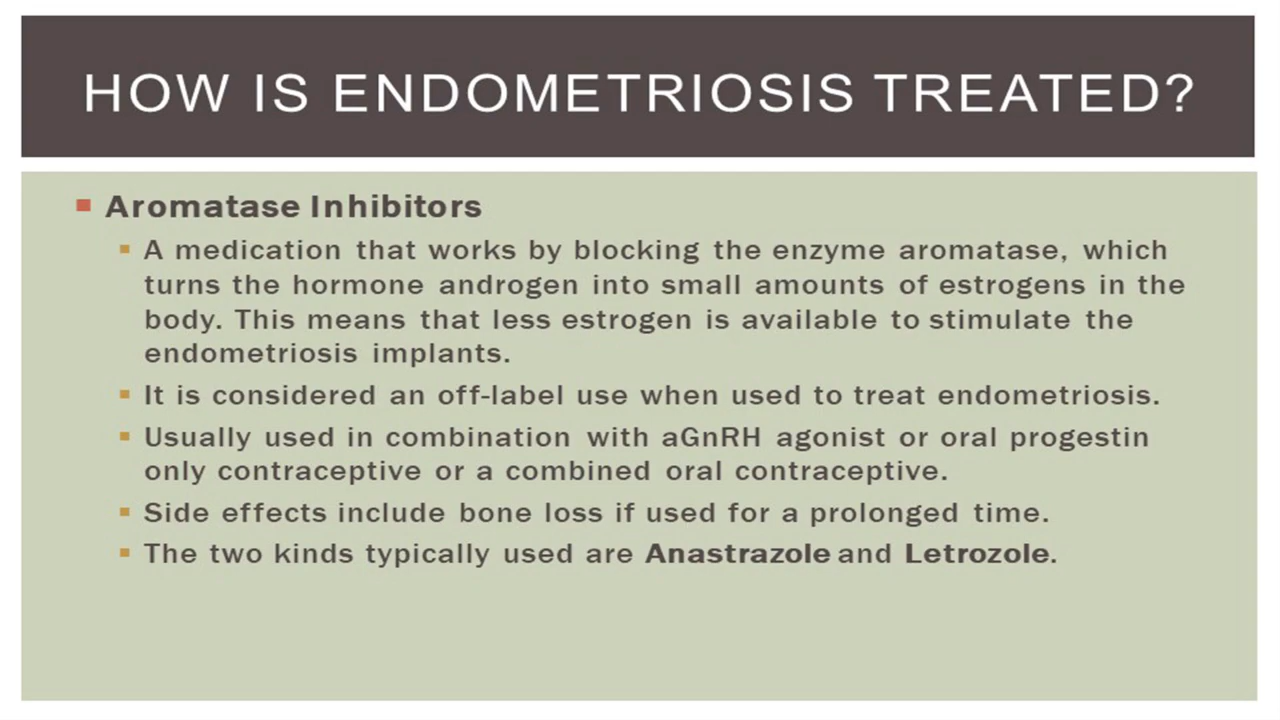 HOW IS ENDOMETRIOSIS TREATED?
Aromatase Inhibitors
A medication that works by blocking the enzyme aromatase, which
turns the hormone androgen into small amounts of estrogens in the
body. This means that less estrogen is available to stimulate the
endometriosis implants.
It is considered an off-label use when used to treat endometriosis.
Usually used in combination with aGnRH agonist or oral progestin
only contraceptive or a combined oral contraceptive.
Side effects include bone loss if used for a prolonged time.
The two kinds typically used are Anastrazole and Letrozole.